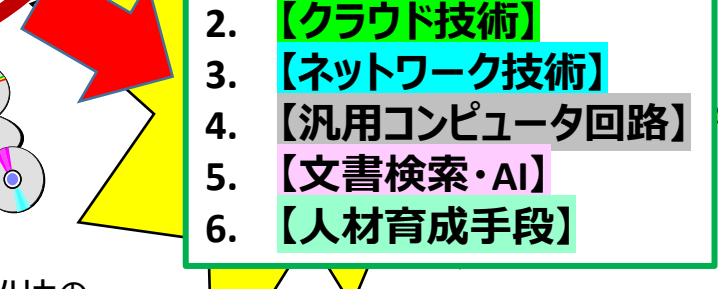 2. 【クラウド技術】
3. 【ネットワーク技術】
4. 【汎用コンピュータ回路】
5. 【文書検索・AI】
6. 【人材育成手段】